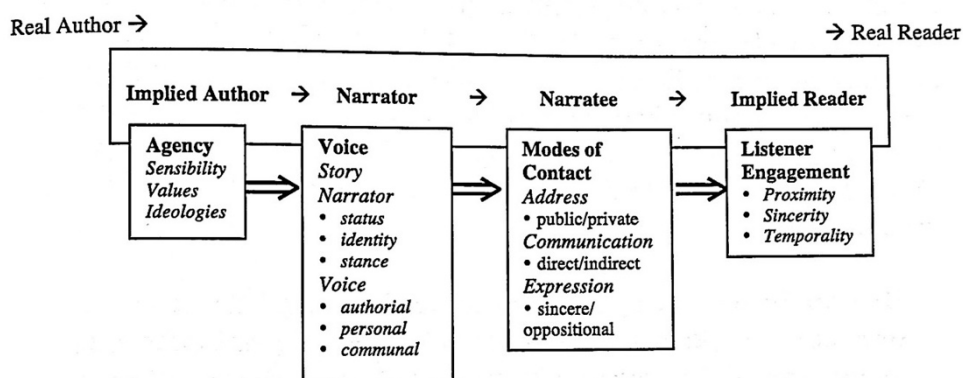 Real Author →
→ Real Reader
Implied Author → Narrator → Narratee → Implied Reader
Agency
Sensibility
Values
Ideologies
Voice
Story
Narrator
• status
• identity
• stance
Voice
• authorial
• personal
• communal
Modes of
Contact
Address
• public/private
Communication
• direct/indirect
Expression
• sincere/
oppositional
Listener
Engagement
• Proximity
• Sincerity
• Temporality